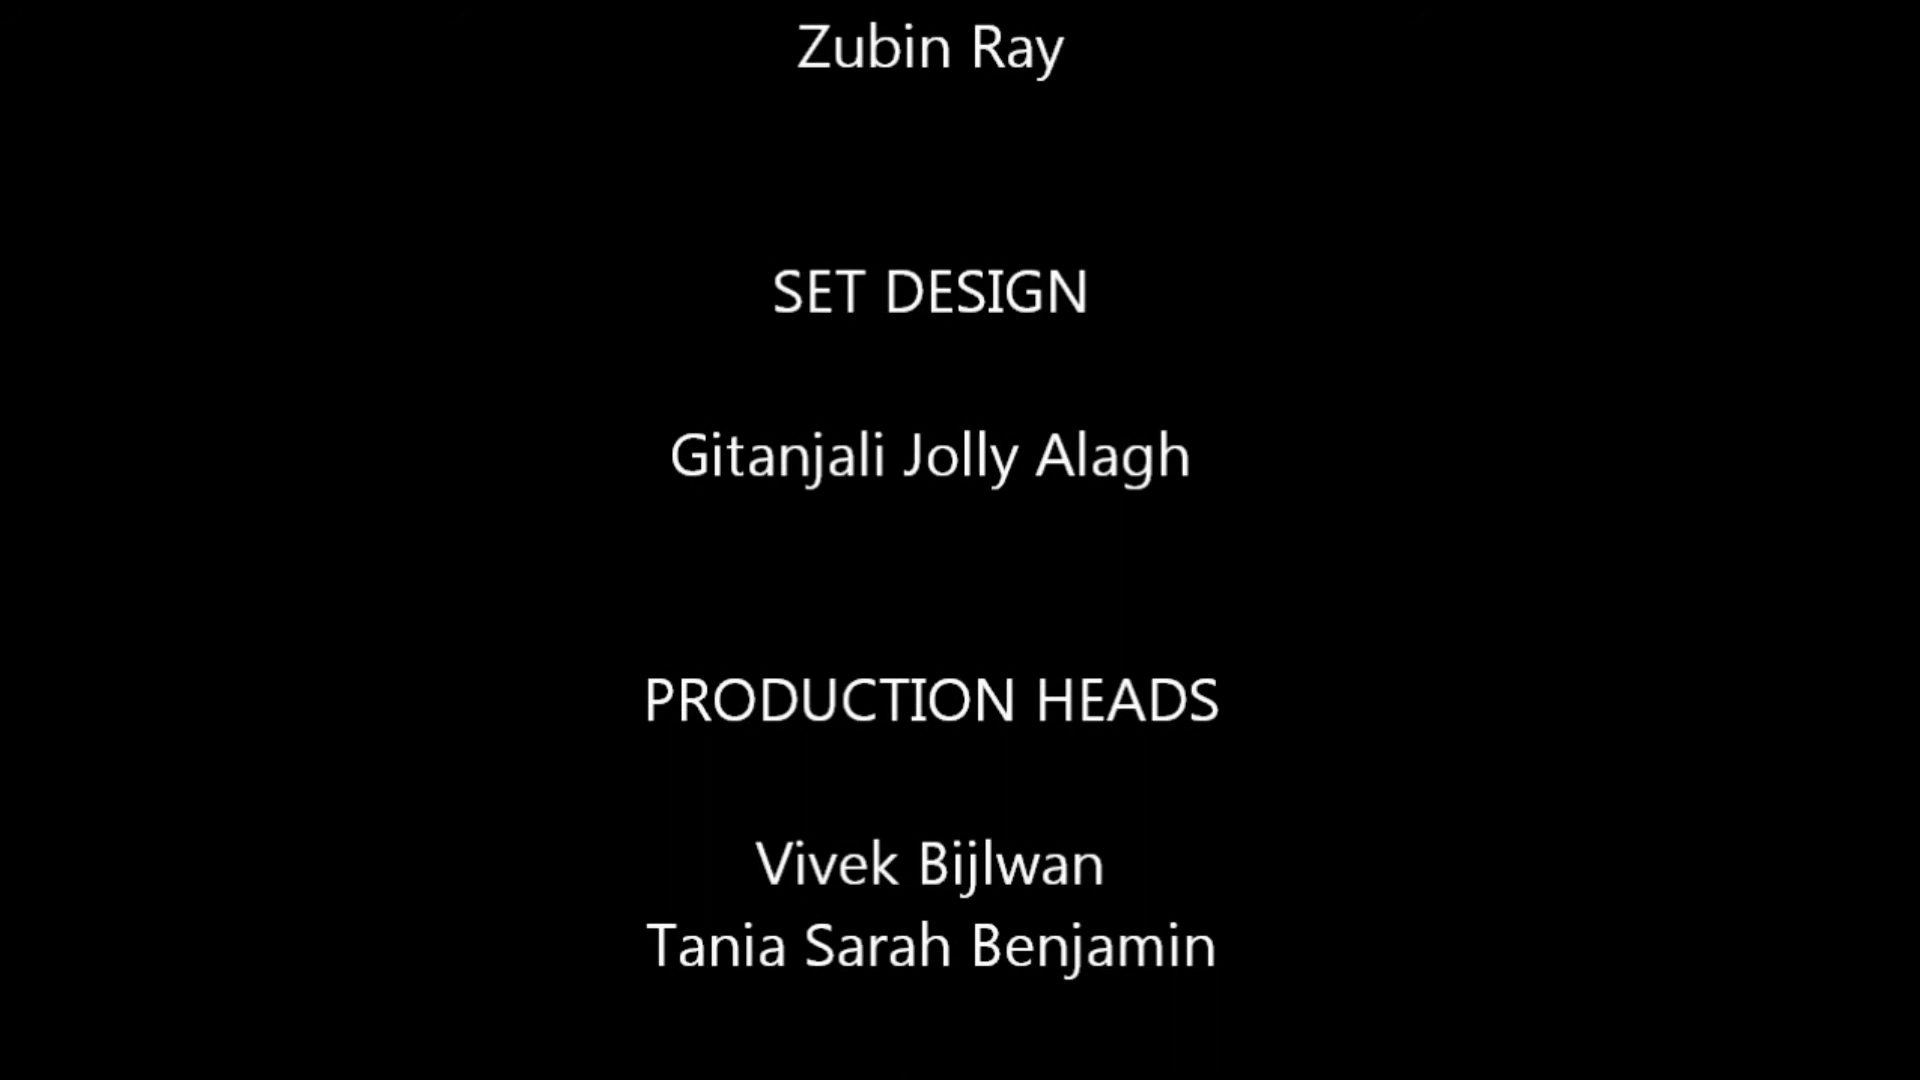 Zubin Ray
SET DESIGN
Gitanjali Jolly Alagh
PRODUCTION HEADS
Vivek Bijlwan
Tania Sarah Benjamin